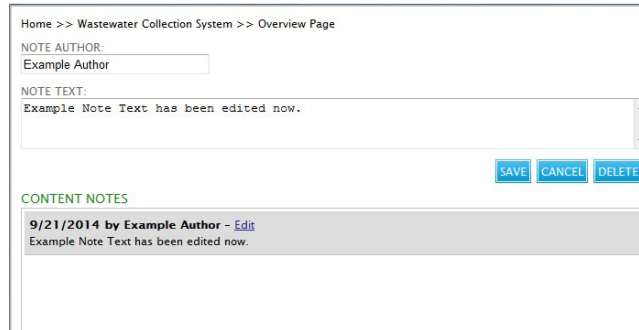 Home >> Wastewater Collection System >> Overview Page
NOTE AUTHOR:
Example Author
NOTE TEXT:
Example Note Text has been edited now.
SAVE CANCEL DELETE
CONTENT NOTES
9/21/2014 by Example Author - Edit
Example Note Text has been edited now.